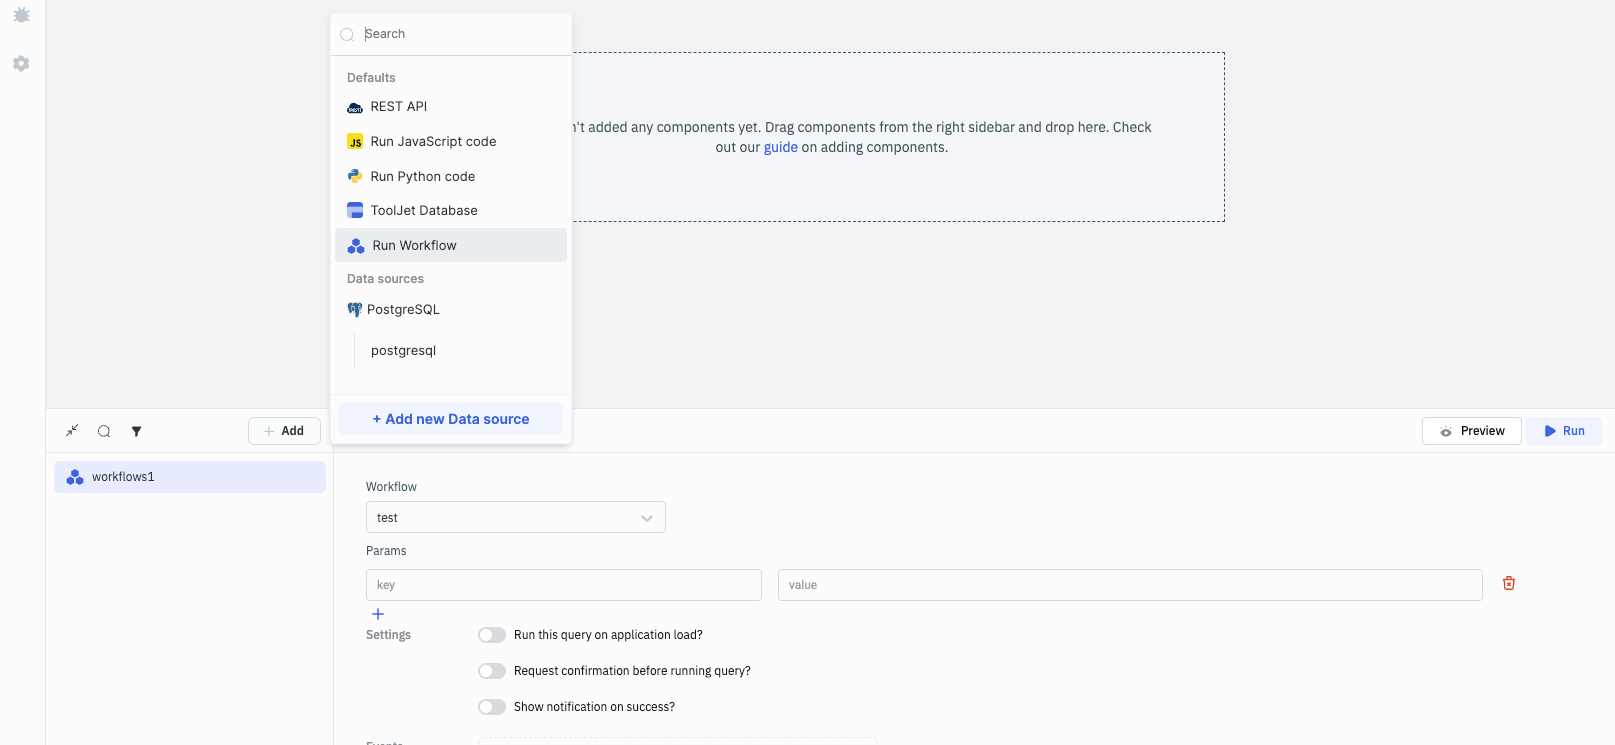 Search
Defaults
REST API
Run JavaScript code
Run Python code
ToolJet Database
Run Workflow
Data sources
PostgreSQL
postgresql
+ Add new Data source
n't added any components yet. Drag components from the right sidebar and drop here. Check
out our guide on adding components.
Add
Preview
Run
workflows1
Workflow
test
Params
key
value
Settings
Run this query on application load?
Request confirmation before running query?
Show notification on success?